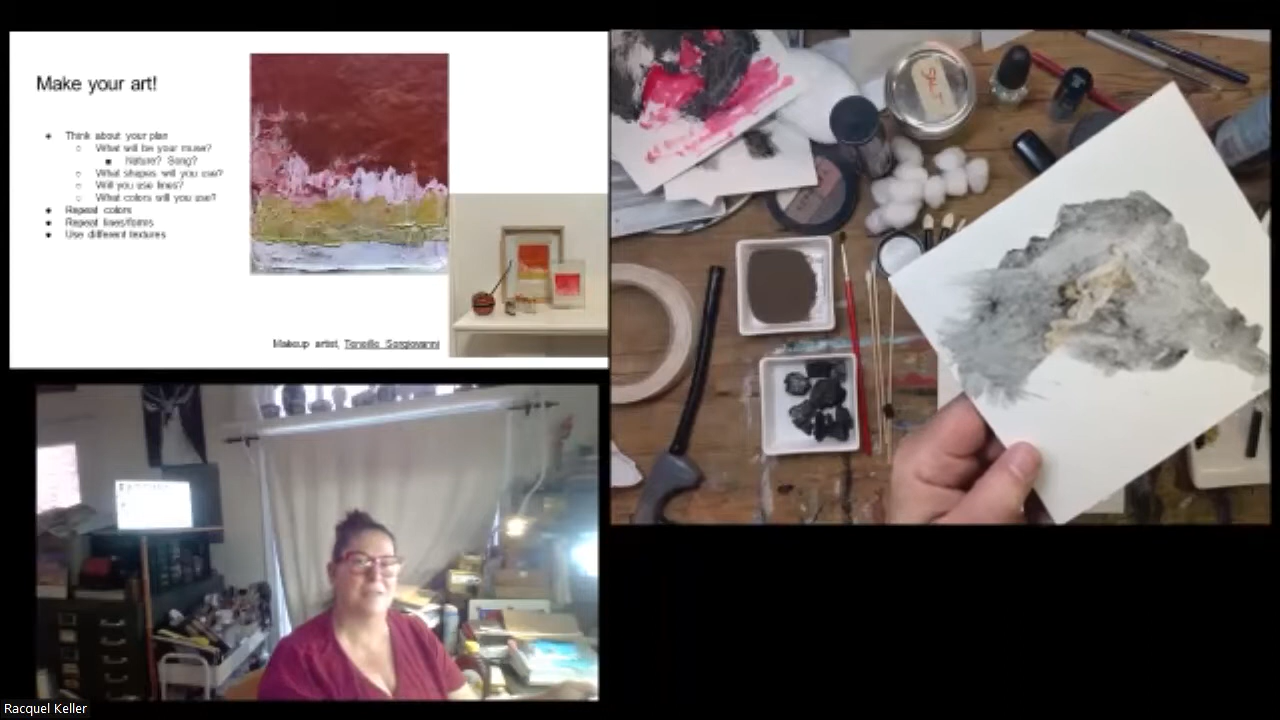 Make your art!
Think about your plan
What will be your muse?
Nature? Song?
What shapes will you use?
Will you use lines?
What colors will you use?
Repeat colors
Repeat lines/forms
Use different textures
Makeup artist,
SALT
Racquel Keller